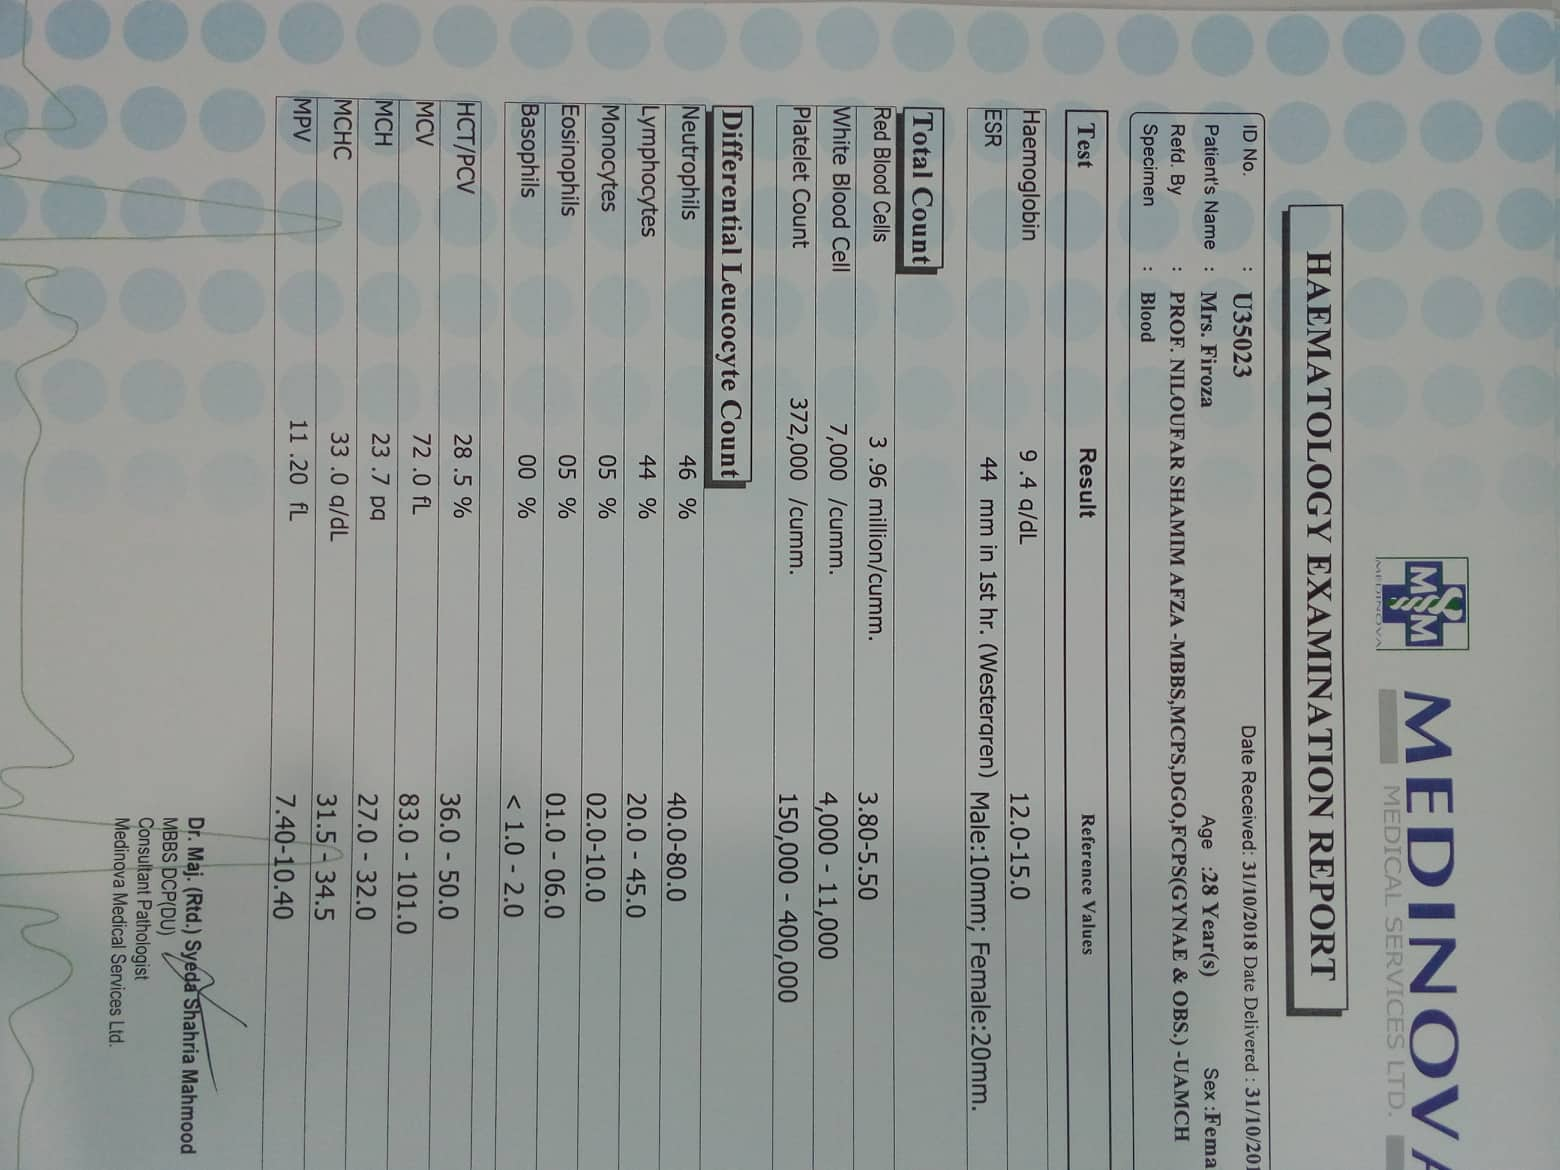 MEDINOVA
MEDICAL SERVICES LTD.
HAEMATOLOGY EXAMINATION REPORT
ID No. : U35023 Date Received: 31/10/2018 Date Delivered : 31/10/201
Patient's Name : Mrs. Firoza Age :28 Year(s) Sex :Fema
Refd. By : PROF. NILOUFAR SHAMIM AFZA -MBBS,MCPS,DGO,FCPS(GYNAE & OBS.) -UAMCH
Specimen : Blood
Test Result Reference Values
Haemoglobin 9 .4 g/dL 12.0-15.0
ESR 44 mm in 1st hr. (Westergren) Male:10mm; Female:20mm.
Total Count
Red Blood Cells 3 .96 million/cumm. 3.80-5.50
White Blood Cell 7,000 /cumm. 4,000 - 11,000
Platelet Count 372,000 /cumm. 150,000 - 400,000
Differential Leucocyte Count
Neutrophils 46 % 40.0-80.0
Lymphocytes 44 % 20.0 - 45.0
Monocytes 05 % 02.0-10.0
Eosinophils 05 % 01.0 - 06.0
Basophils 00 % < 1.0 - 2.0
HCT/PCV 28 .5 % 36.0 - 50.0
MCV 72 .0 fL 83.0 - 101.0
MCH 23 .7 pg 27.0 - 32.0
MCHC 33 .0 g/dL 31.5 - 34.5
MPV 11 .20 fL 7.40-10.40
Dr. Maj. (Rtd.) Syeda Shahria Mahmood
MBBS DCP(DU)
Consultant Pathologist
Medinova Medical Services Ltd.